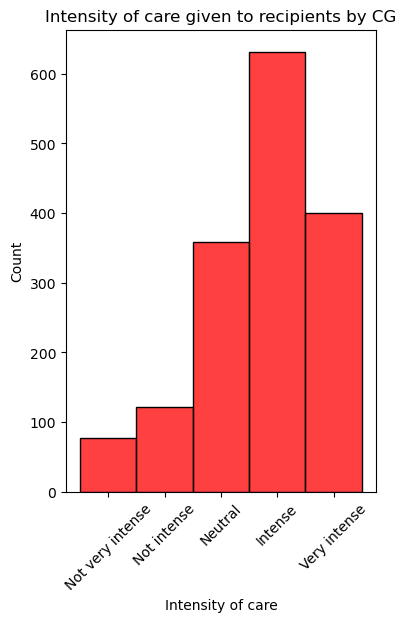 Intensity of care given to recipients by CG
600
500
400
300
200
100
0
Count
Not very intense
Not intense
Neutral
Intense
Very intense
Intensity of care